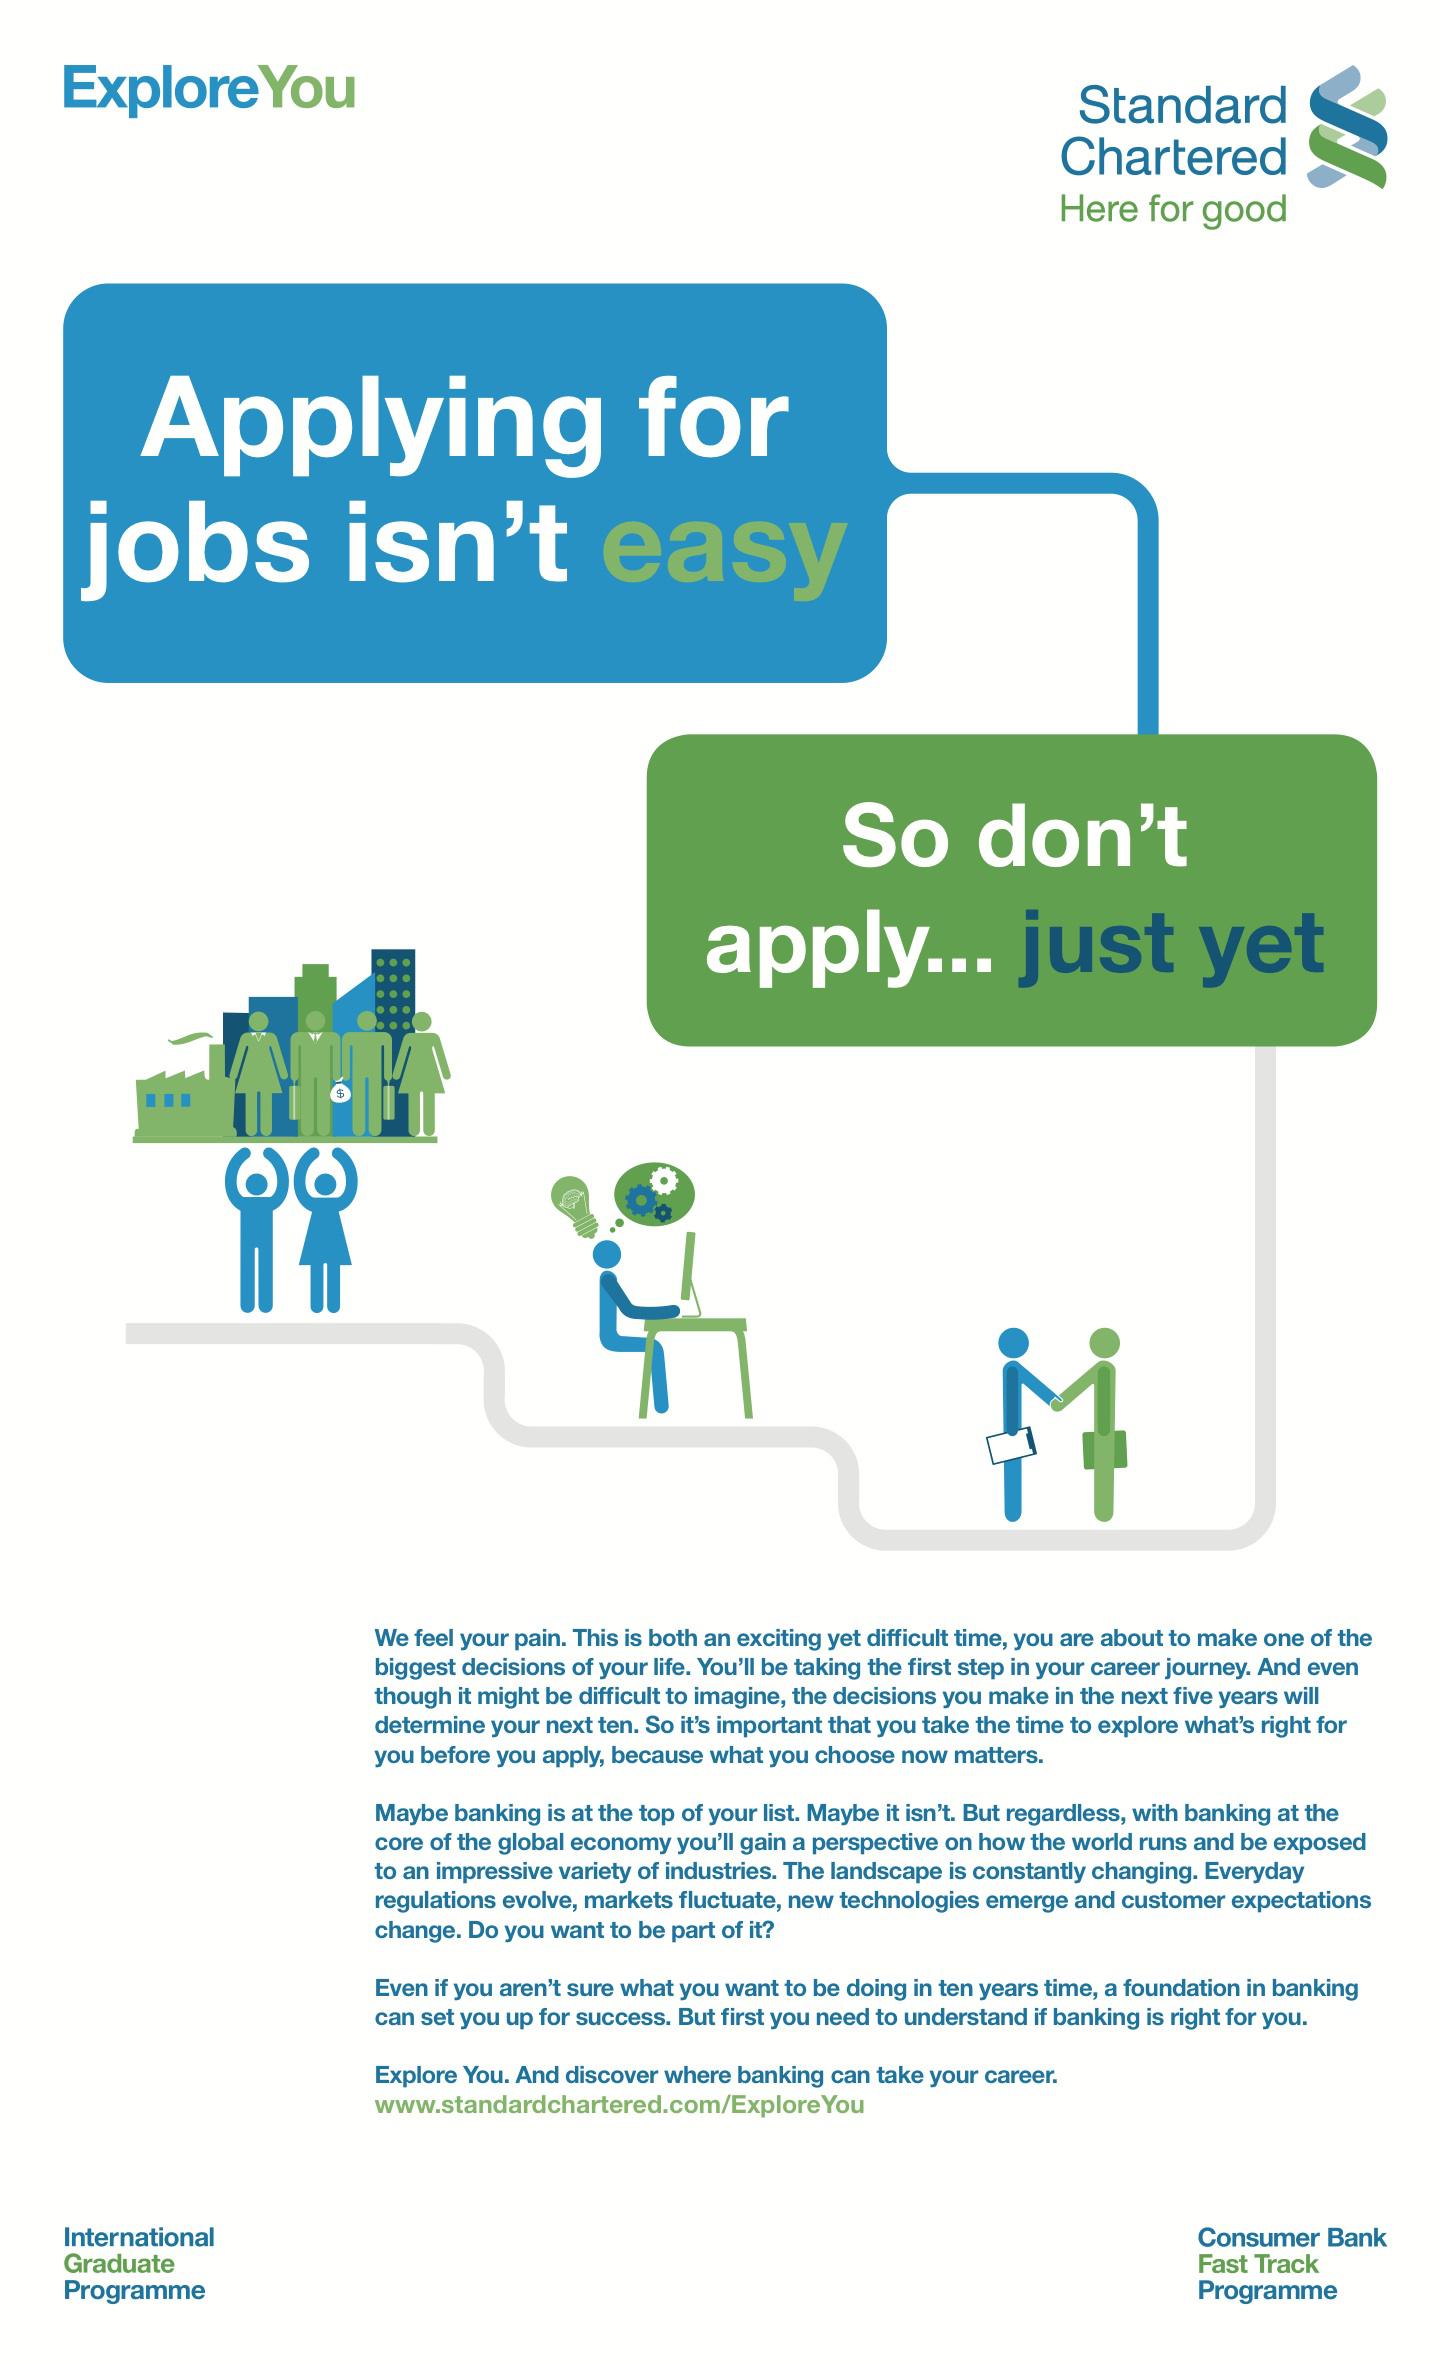 ExploreYou
Standard
Chartered
Here for good
Applying for
jobs isn’t easy
So don’t
apply... just yet
$
We feel your pain. This is both an exciting yet difficult time, you are about to make one of the
biggest decisions of your life. You’ll be taking the first step in your career journey. And even
though it might be difficult to imagine, the decisions you make in the next five years will
determine your next ten. So it’s important that you take the time to explore what’s right for
you before you apply, because what you choose now matters.
Maybe banking is at the top of your list. Maybe it isn’t. But regardless, with banking at the
core of the global economy you’ll gain a perspective on how the world runs and be exposed
to an impressive variety of industries. The landscape is constantly changing. Everyday
regulations evolve, markets fluctuate, new technologies emerge and customer expectations
change. Do you want to be part of it?
Even if you aren’t sure what you want to be doing in ten years time, a foundation in banking
can set you up for success. But first you need to understand if banking is right for you.
Explore You. And discover where banking can take your career.
www.standardchartered.com/ExploreYou
International
Graduate
Programme
Consumer Bank
Fast Track
Programme